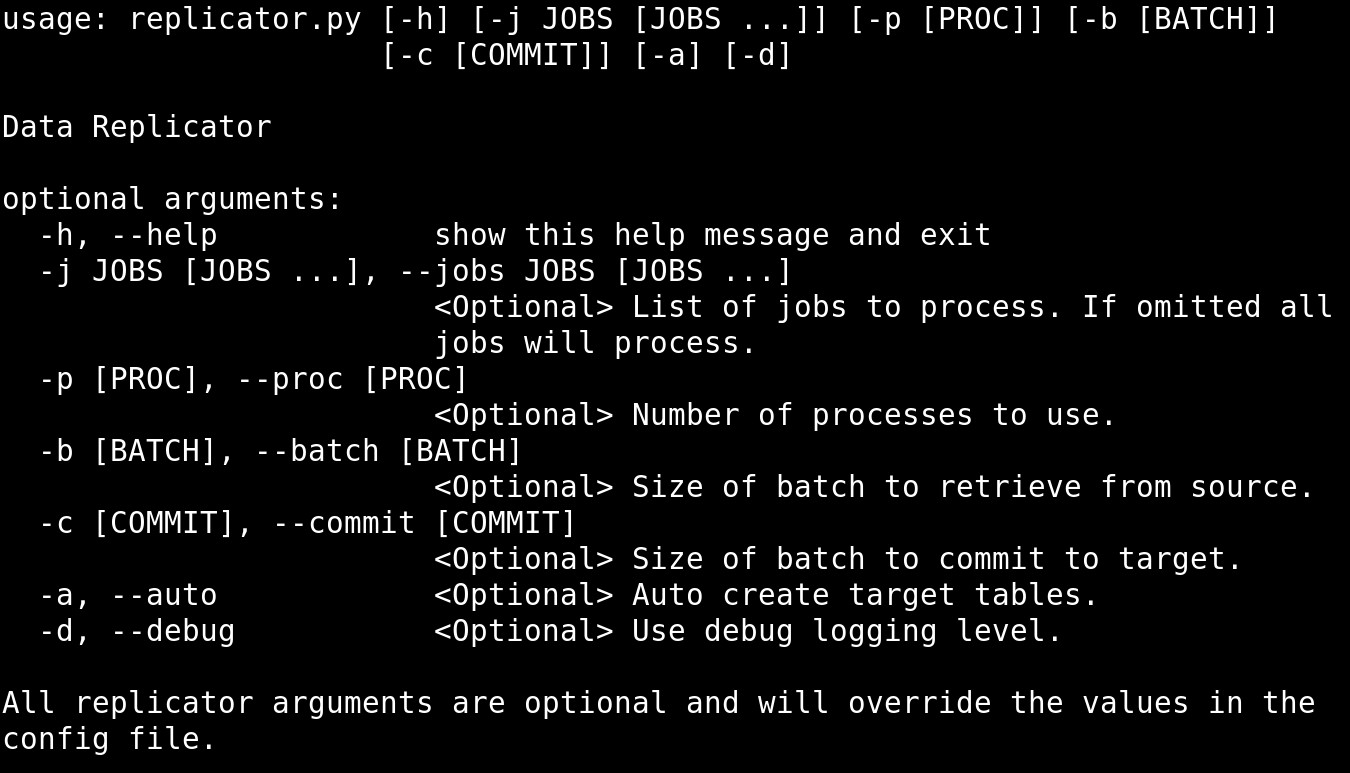 usage: replicator.py [-h] [-j JOBS [JOBS ...]] [-p [PROC]] [-b [BATCH]]
                     [-c [COMMIT]] [-a] [-d]

Data Replicator

optional arguments:
  -h, --help            show this help message and exit
  -j JOBS [JOBS ...], --jobs JOBS [JOBS ...]
                        <Optional> List of jobs to process. If omitted all
                        jobs will process.
  -p [PROC], --proc [PROC]
                        <Optional> Number of processes to use.
  -b [BATCH], --batch [BATCH]
                        <Optional> Size of batch to retrieve from source.
  -c [COMMIT], --commit [COMMIT]
                        <Optional> Size of batch to commit to target.
  -a, --auto            <Optional> Auto create target tables.
  -d, --debug           <Optional> Use debug logging level.

All replicator arguments are optional and will override the values in the
config file.